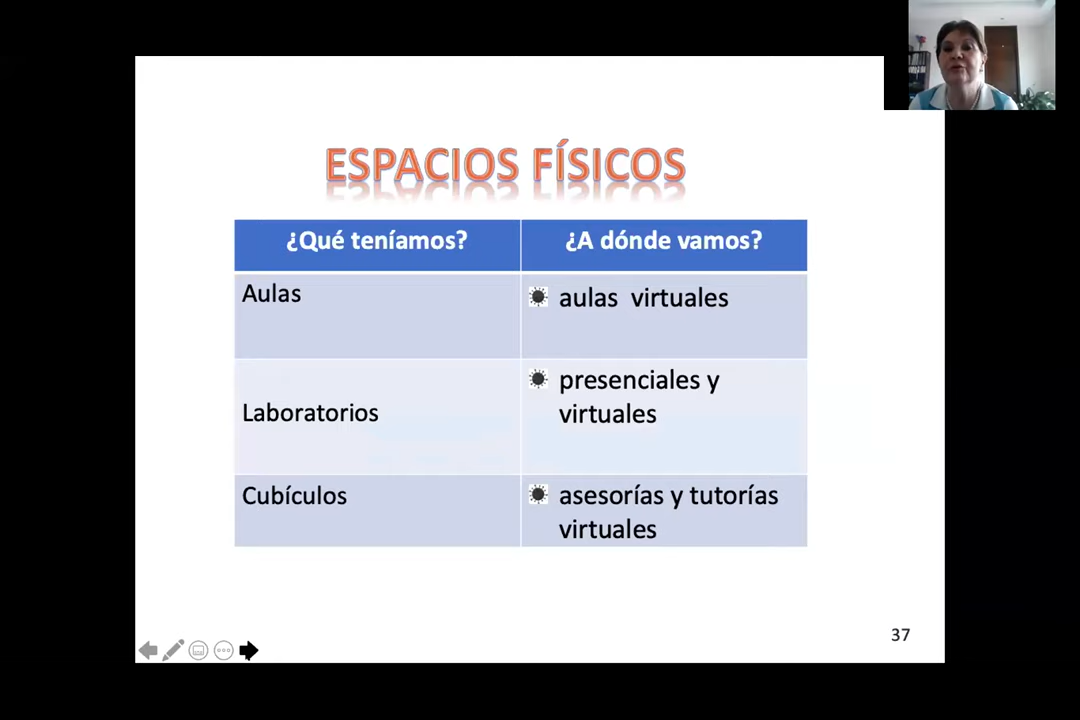 ESPACIOS FÍSICOS
¿Qué teníamos? ¿A dónde vamos?
Aulas aulas virtuales
presenciales y
Laboratorios virtuales
Cubículos asesorías y tutorías
virtuales
37